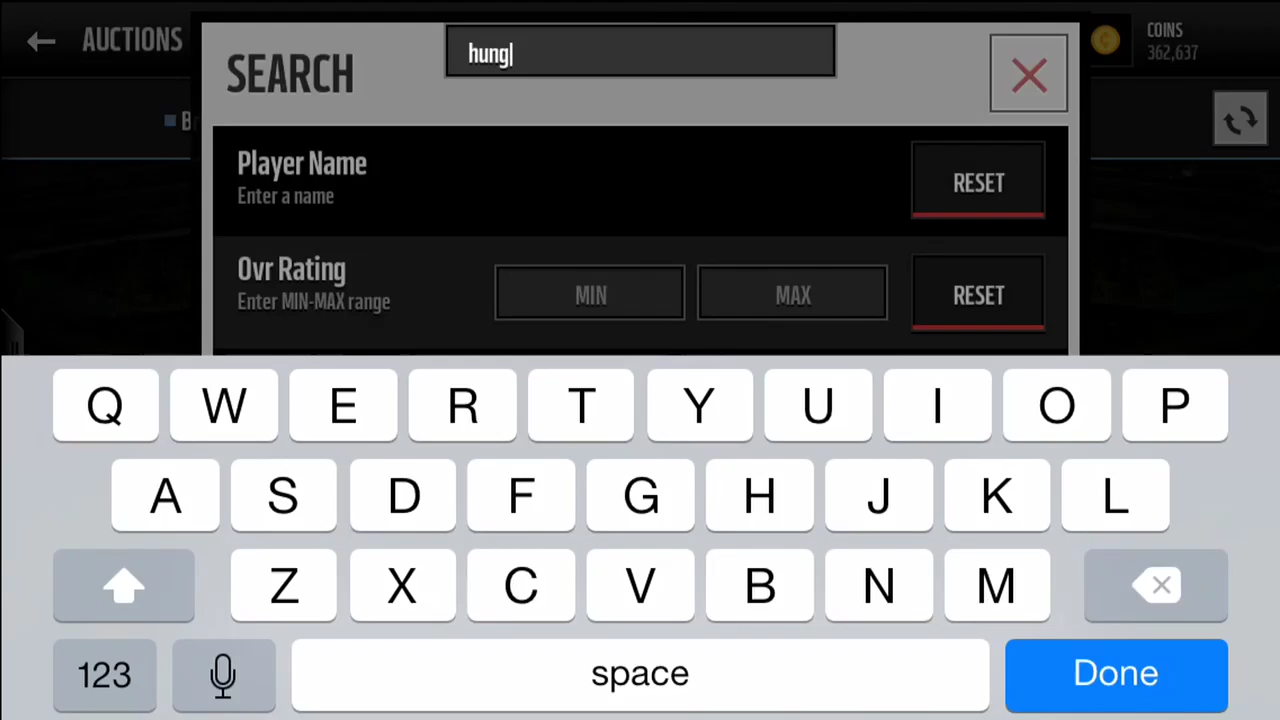 AUCTIONS
hung
COINS
362,637
SEARCH
B
Player Name
Enter a name
RESET
Ovr Rating
Enter MIN-MAX range
MIN
MAX
RESET
Q W E R T Y U I O P
A S D F G H J K L
Z X C V B N M
123
space
Done